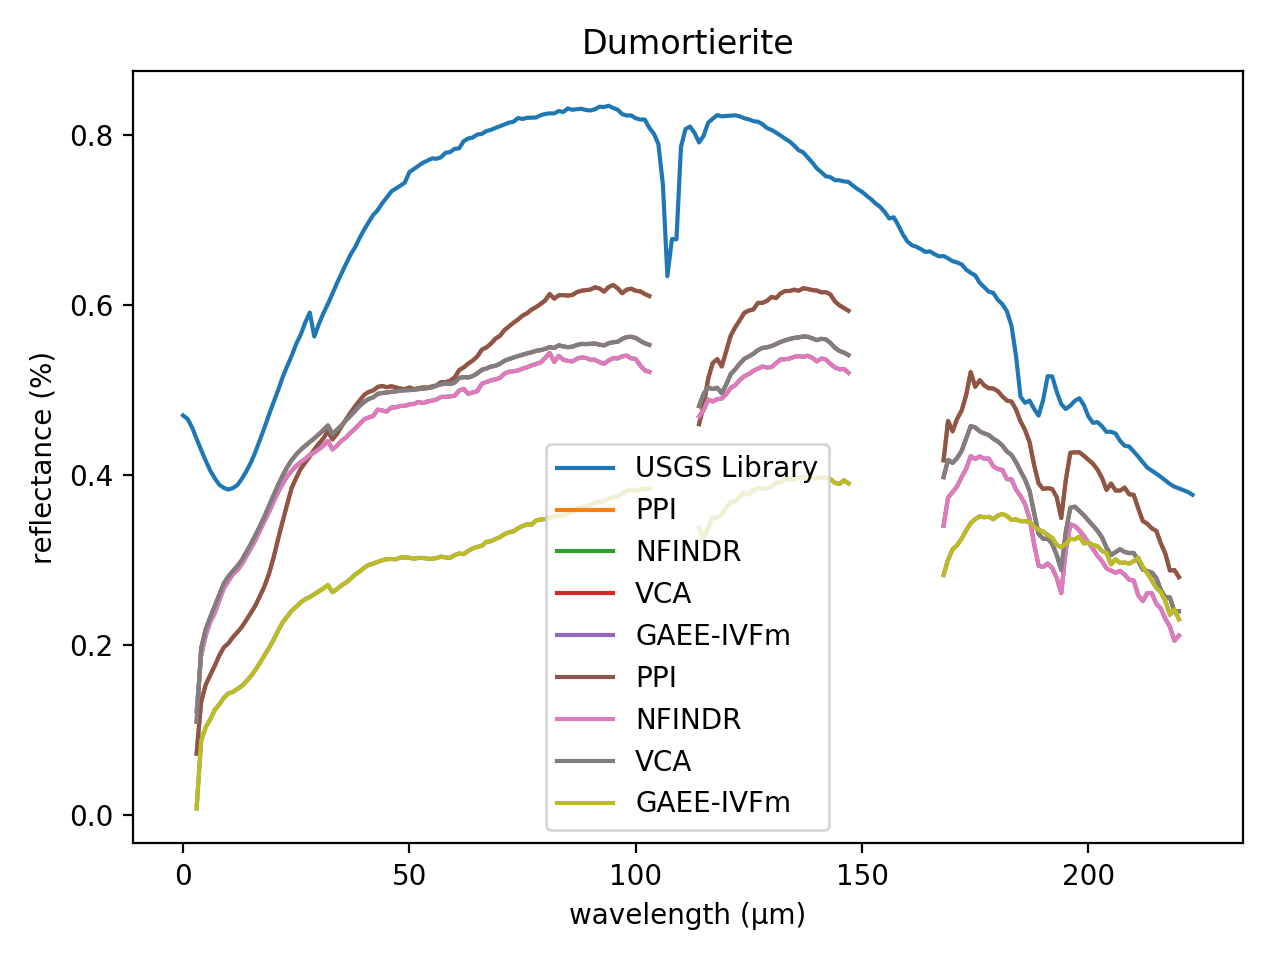 Dumortierite
reflectance (%)
0.8
0.6
0.4
0.2
0.0
USGS Library
PPI
NFINDR
VCA
GAEE-IVFm
PPI
NFINDR
VCA
GAEE-IVFm
0 50 100 150 200
wavelength (μm)